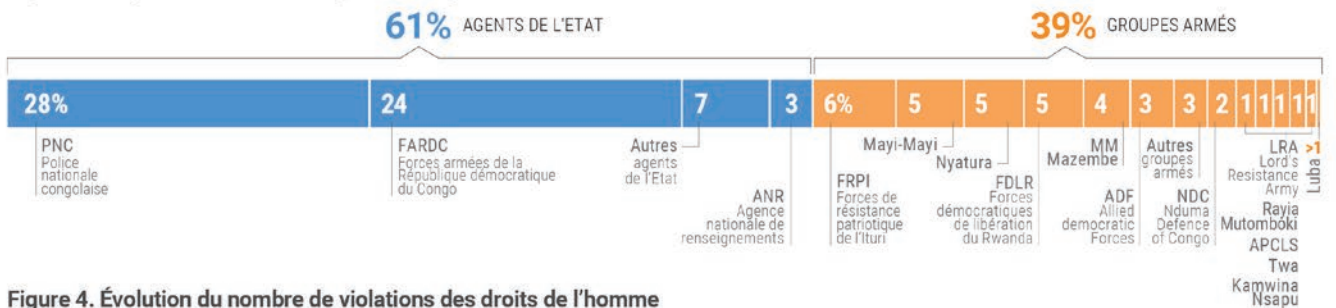 61% AGENTS DE L'ETAT
39% GROUPES ARMÉS
28%
24
7
3
6%
5
5
5
4
3
3
2
1
1
1
1
1
>1
PNC
Police
nationale
congolaise
FARDC
Forces armées de la
République démocratique
du Congo
Autres
agents
de l'Etat
ANR
Agence
nationale de
renseignements
FRPI
Forces de
résistance
patriotique
de l'Ituri
Mayi-Mayi
Nyatura
FDLR
Forces
démocratiques
de libération
du Rwanda
MM
Mazembe
ADF
Allied
democratic
Forces
Autres
groupes
armés
NDC
Nduma
Defence
of Congo
LRA
Lord's
Resistance
Army
Rayia
Mutomboki
APCLS
Twa
Kamwina
Nsapu
Luba
Figure 4. Évolution du nombre de violations des droits de l'homme